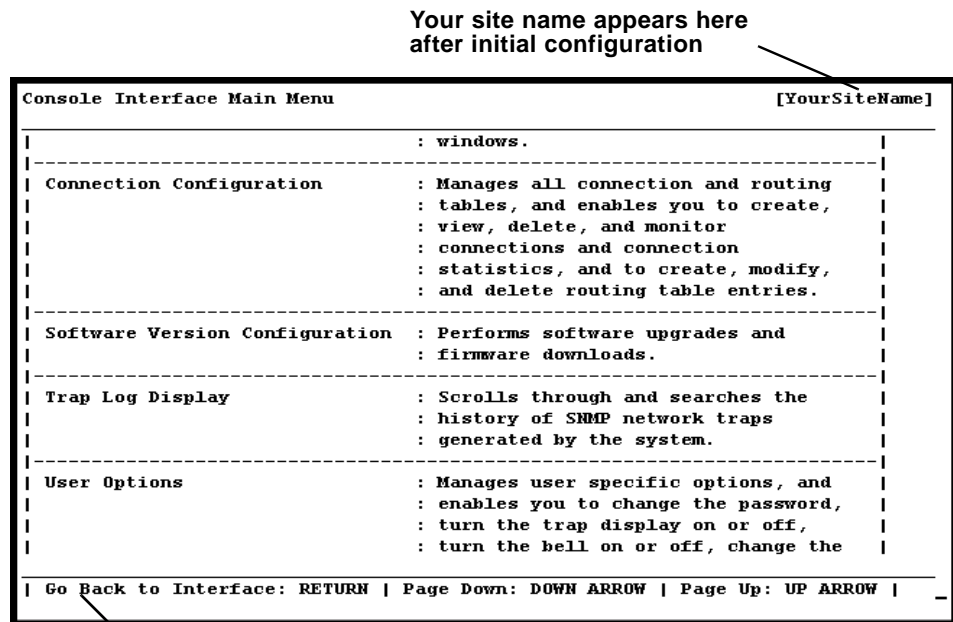 Your site name appears here
after initial configuration
Console Interface Main Menu [YourSiteName]
: windows.
Connection Configuration : Manages all connection and routing
: tables, and enables you to create,
: view, delete, and monitor
: connections and connection
: statistics, and to create, modify,
: and delete routing table entries.
Software Version Configuration : Performs software upgrades and
: firmware downloads.
Trap Log Display : Scrolls through and searches the
: history of SNMP network traps
: generated by the system.
User Options : Manages user specific options, and
: enables you to change the password,
: turn the trap display on or off,
: turn the bell on or off, change the
| Go Back to Interface: RETURN | Page Down: DOWN ARROW | Page Up: UP ARROW | _